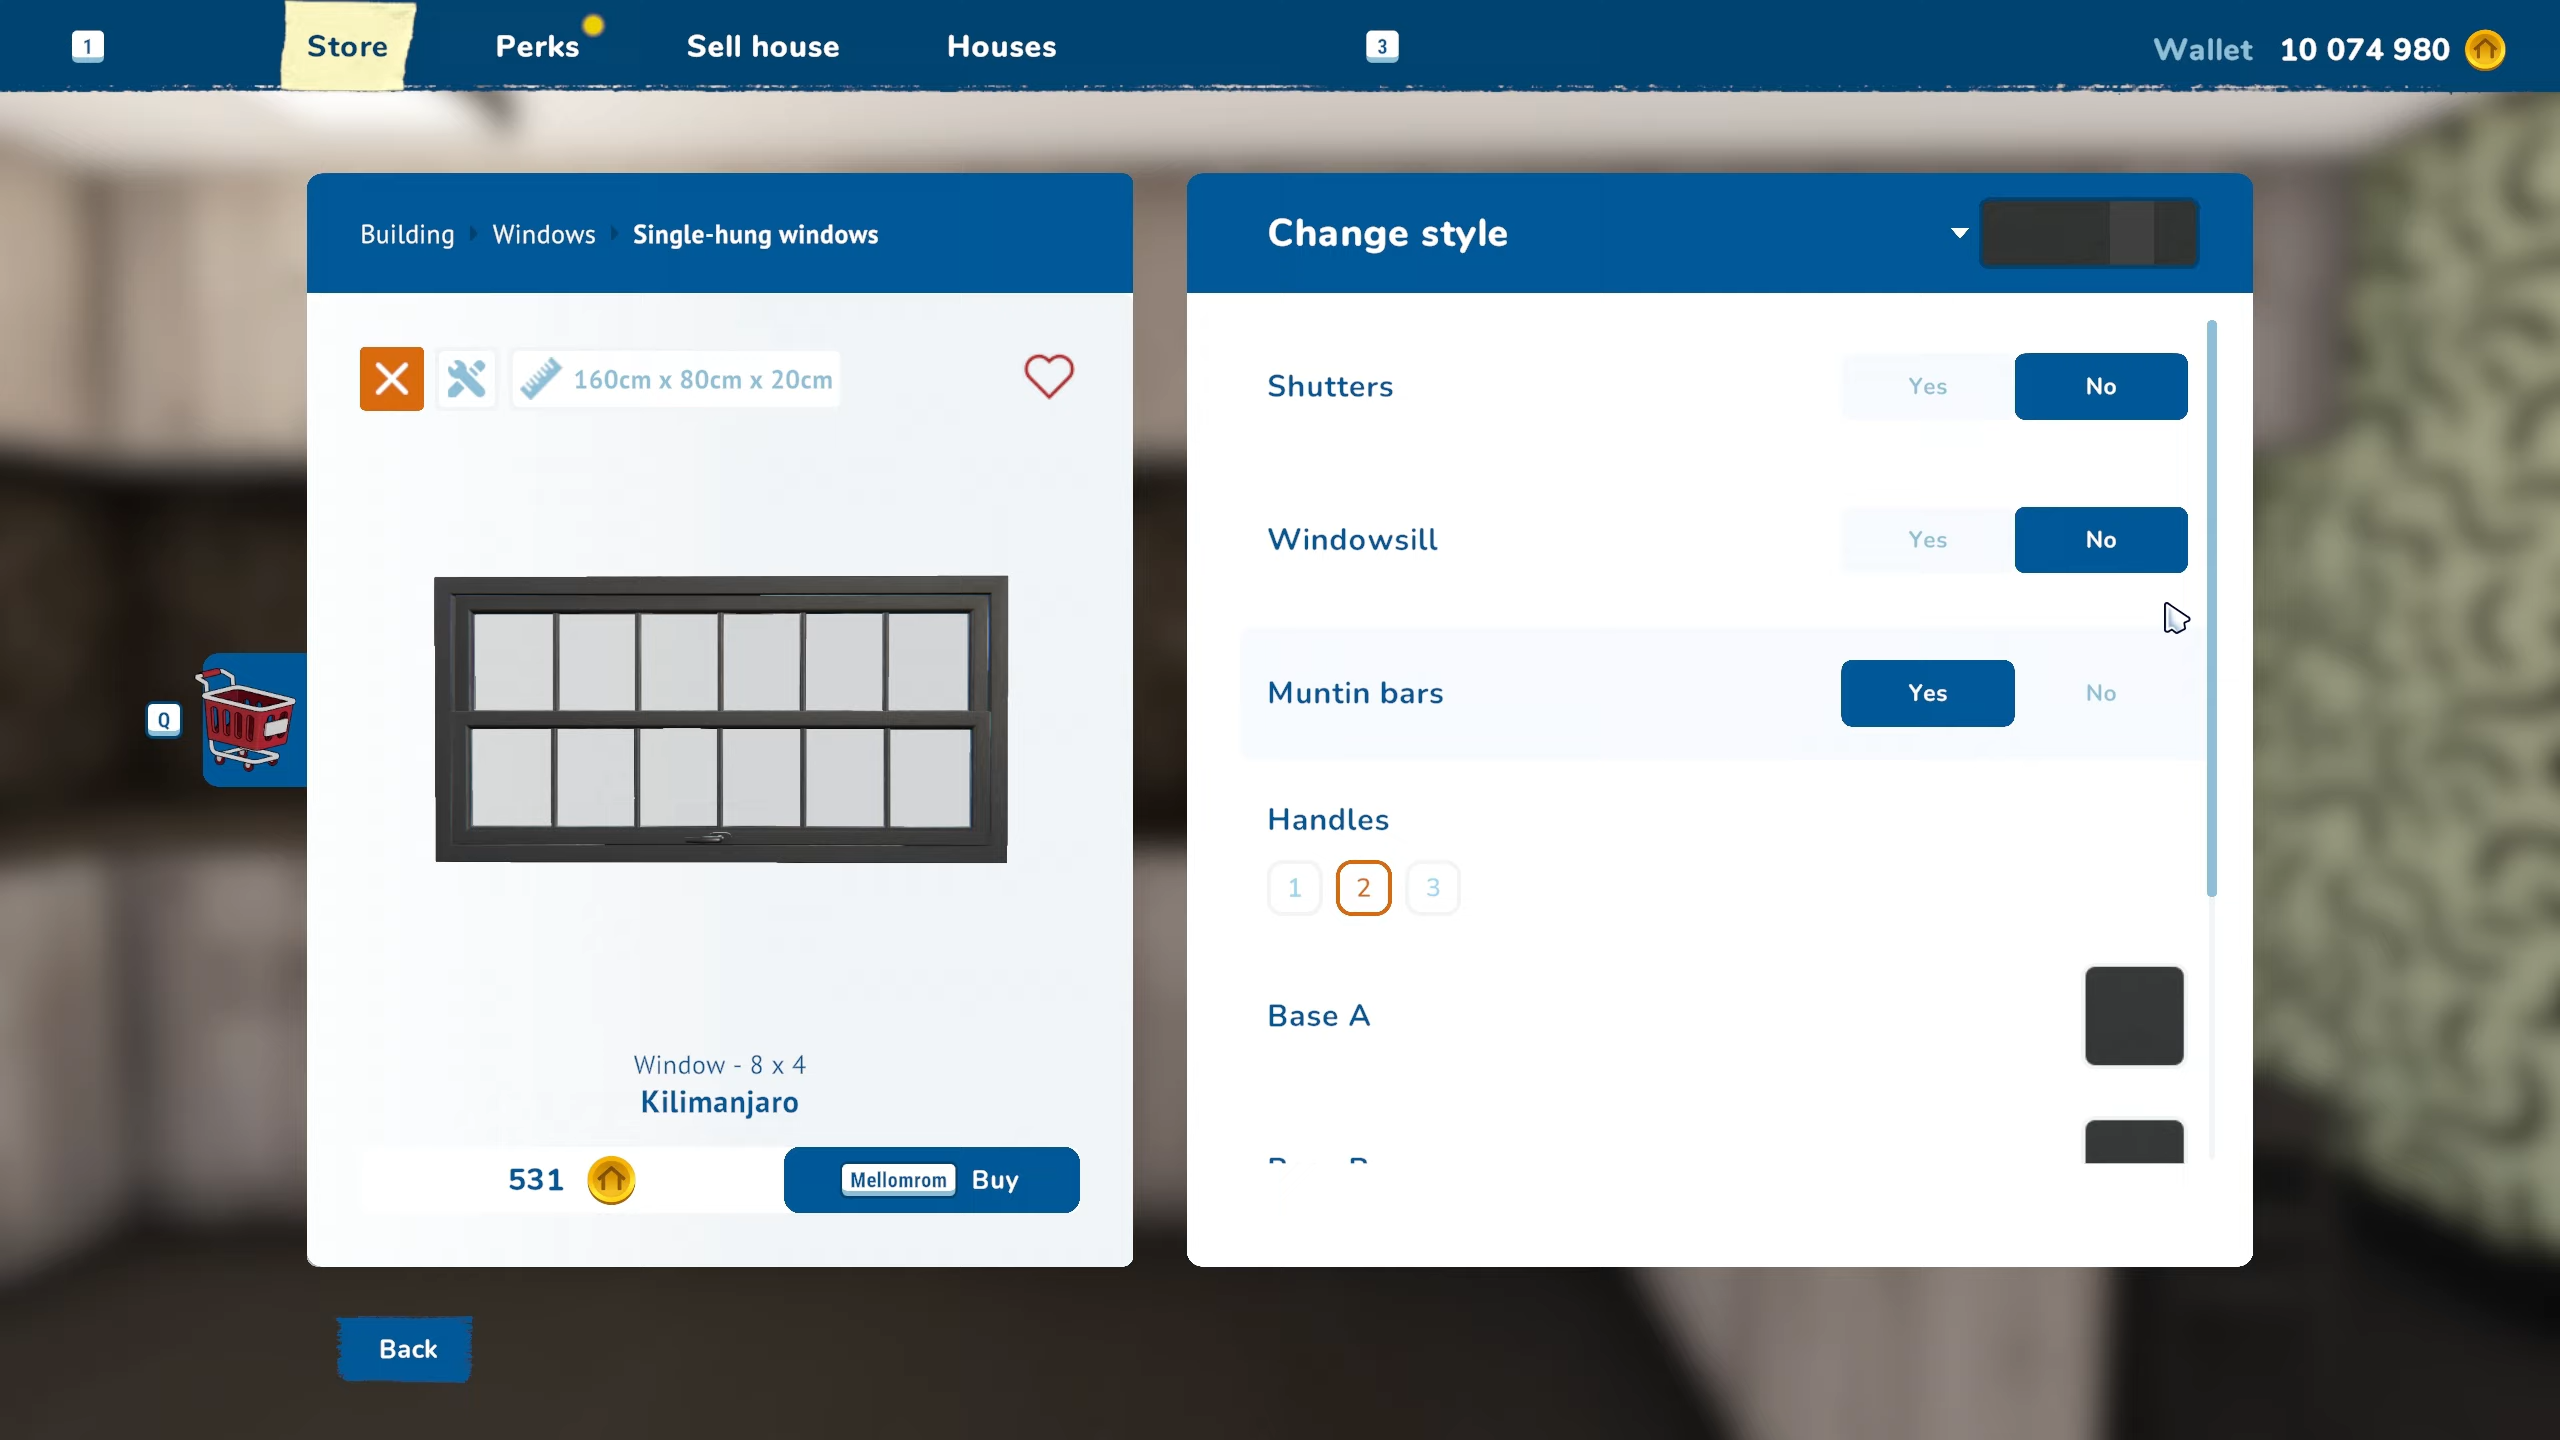 1
Store
Perks
Sell house
Houses
3
Wallet 10 074 980
Building
Windows
Single-hung windows
160cm x 80cm x 20cm
Q
Window - 8 x 4
Kilimanjaro
531
Mellomrom Buy
Change style
Shutters
Yes
No
Windowsill
Yes
No
Muntin bars
Yes
No
Handles
1
2
3
Base A
Back